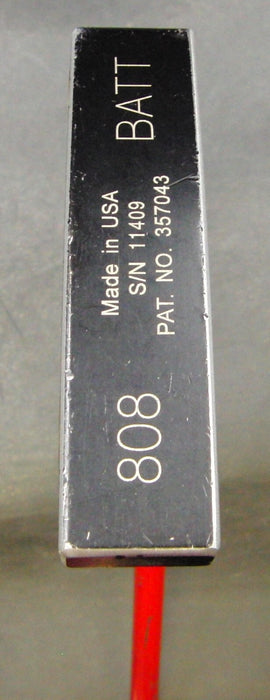 808
Made in USA
S/N 11409
PAT. NO. 357043
BATT